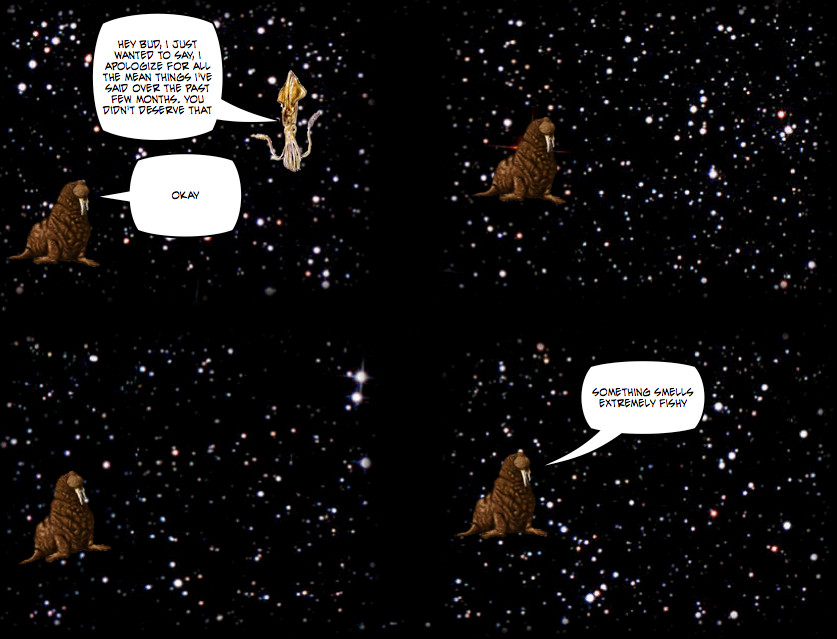 HEY BUD, I JUST
WANTED TO SAY, I
APOLOGIZE FOR ALL
THE MEAN THINGS I'VE
SAID OVER THE PAST
FEW MONTHS. YOU
DIDN'T DESERVE THAT
OKAY
SOMETHING SMELLS
EXTREMELY FISHY